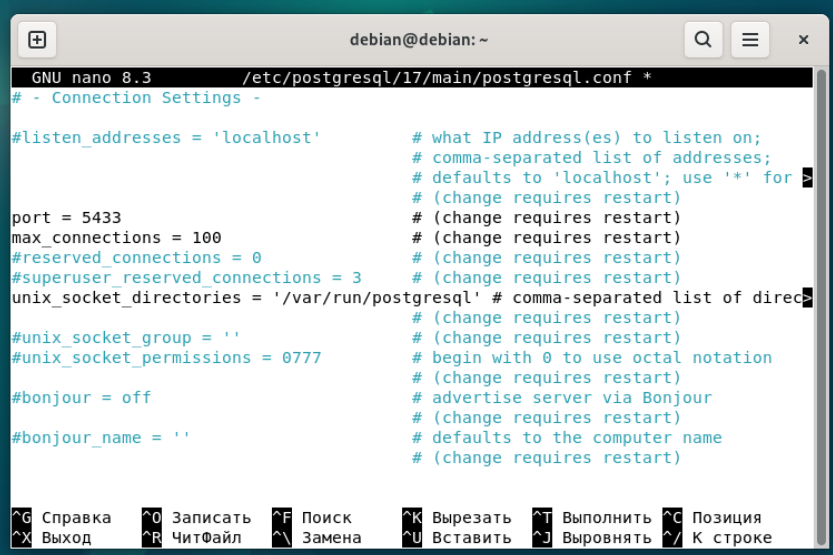 debian@debian: ~
GNU nano 8.3 /etc/postgresql/17/main/postgresql.conf *
# - Connection Settings -
#listen_addresses = 'localhost' # what IP address(es) to listen on;
# comma-separated list of addresses;
# defaults to 'localhost'; use '*' for >
# (change requires restart)
port = 5433 # (change requires restart)
max_connections = 100 # (change requires restart)
#reserved_connections = 0 # (change requires restart)
#superuser_reserved_connections = 3 # (change requires restart)
unix_socket_directories = '/var/run/postgresql' # comma-separated list of direc>
# (change requires restart)
#unix_socket_group = '' # (change requires restart)
#unix_socket_permissions = 0777 # begin with 0 to use octal notation
# (change requires restart)
#bonjour = off # advertise server via Bonjour
# (change requires restart)
#bonjour_name = '' # defaults to the computer name
# (change requires restart)
^G Справка ^O Записать ^F Поиск ^K Вырезать ^T Выполнить ^C Позиция
^X Выход ^R ЧитФайл ^\ Замена ^U Вставить ^J Выровнять ^/ К строке